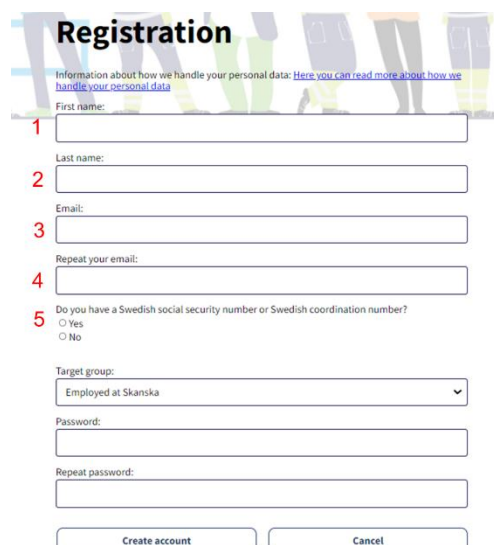 Registration
Information about how we handle your personal data: Here you can read more about how we
handle your personal data
First name:
1
Last name:
2
Email:
3
Repeat your email:
4
Do you have a Swedish social security number or Swedish coordination number?
5
Yes
No
Target group:
Employed at Skanska
Password:
Repeat password:
Create account
Cancel